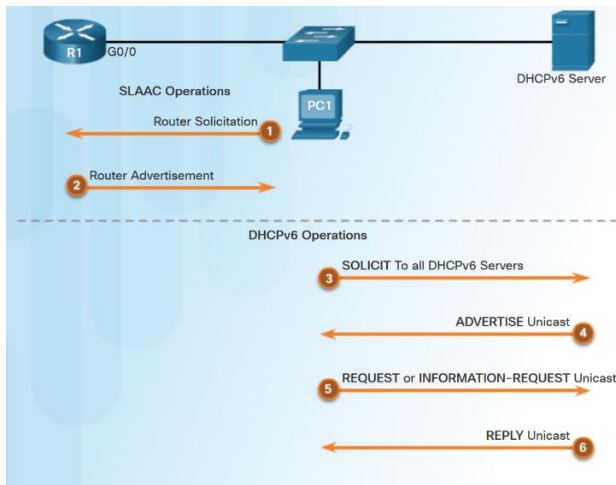 R1
G0/0
DHCPv6 Server
SLAAC Operations
PC1
Router Solicitation
1
2
Router Advertisement
DHCPv6 Operations
3
SOLICIT To all DHCPv6 Servers
ADVERTISE Unicast
4
5
REQUEST or INFORMATION-REQUEST Unicast
REPLY Unicast
6